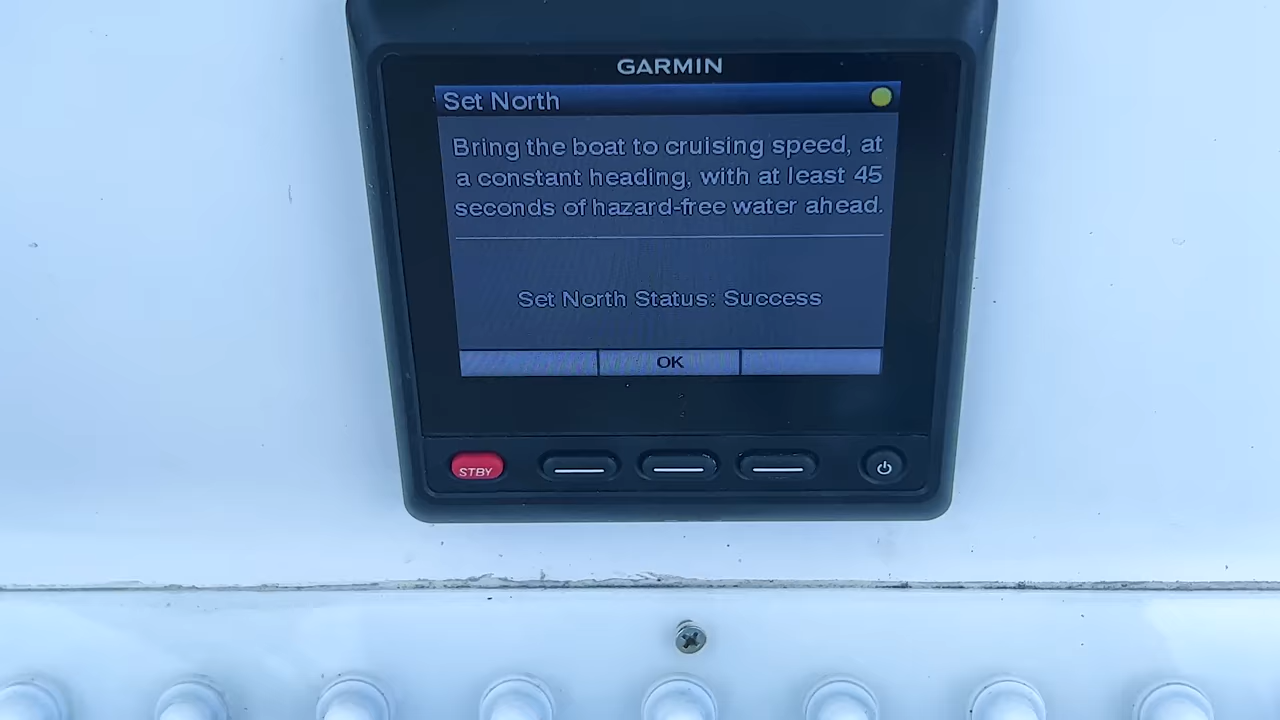 GARMIN
Set North
Bring the boat to cruising speed, at
a constant heading, with at least 45
seconds of hazard-free water ahead.
Set North Status: Success
OK
STBY